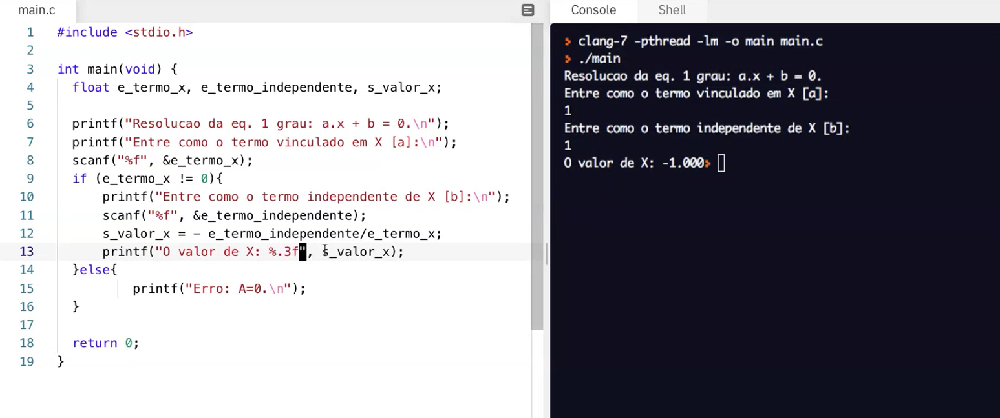 main.c
1 #include <stdio.h>
2
3 int main(void) {
4 float e_termo_x, e_termo_independente, s_valor_x;
5
6 printf("Resolucao da eq. 1 grau: a.x + b = 0.\n");
7 printf("Entre como o termo vinculado em X [a]:\n");
8 scanf("%f", &e_termo_x);
9 if (e_termo_x != 0){
10 printf("Entre como o termo independente de X [b]:\n");
11 scanf("%f", &e_termo_independente);
12 s_valor_x = - e_termo_independente/e_termo_x;
13 printf("O valor de X: %.3f", s_valor_x);
14 }else{
15 printf("Erro: A=0.\n");
16 }
17
18 return 0;
19 }
Console Shell
> clang-7 -pthread -lm -o main main.c
> ./main
Resolucao da eq. 1 grau: a.x + b = 0.
Entre como o termo vinculado em X [a]:
1
Entre como o termo independente de X [b]:
1
O valor de X: -1.000>